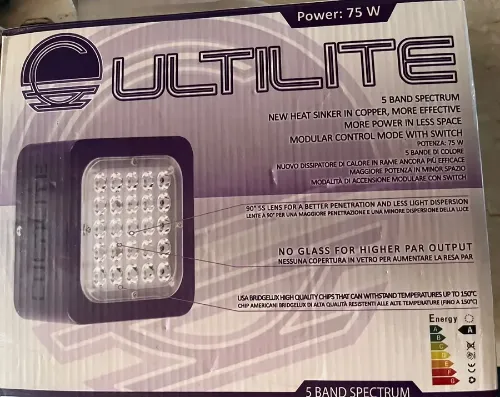 Power: 75 W
CULTILITE
5 BAND SPECTRUM
NEW HEAT SINKER IN COPPER, MORE EFFECTIVE
MORE POWER IN LESS SPACE
MODULAR CONTROL MODE WITH SWITCH
POTENZA: 75 W
5 BANDE DI COLORE
NUOVO DISSIPATORE DI CALORE IN RAME ANCORA PIÙ EFFICACE
MAGGIORE POTENZA IN MINOR SPAZIO
MODALITÀ DI ACCENSIONE MODULARE CON SWITCH
CULTILITE
90° SS LENS FOR A BETTER PENETRATION AND LESS LIGHT DISPERSION
LENTE A 90° PER UNA MAGGIORE PENETRAZIONE E UNA MINORE DISPERSIONE DELLA LUCE
NO GLASS FOR HIGHER PAR OUTPUT
NESSUNA COPERTURA IN VETRO PER AUMENTARE LA RESA PAR
USA BRIDGELUX HIGH QUALITY CHIPS THAT CAN WITHSTAND TEMPERATURES UP TO 150°C
CHIP AMERICANI BRIDGELUX DI ALTA QUALITÀ RESISTENTI ALLE ALTE TEMPERATURE (FINO A 150°C)
Energy
A A
B
C
D
E
5 BAND SPECTRUM